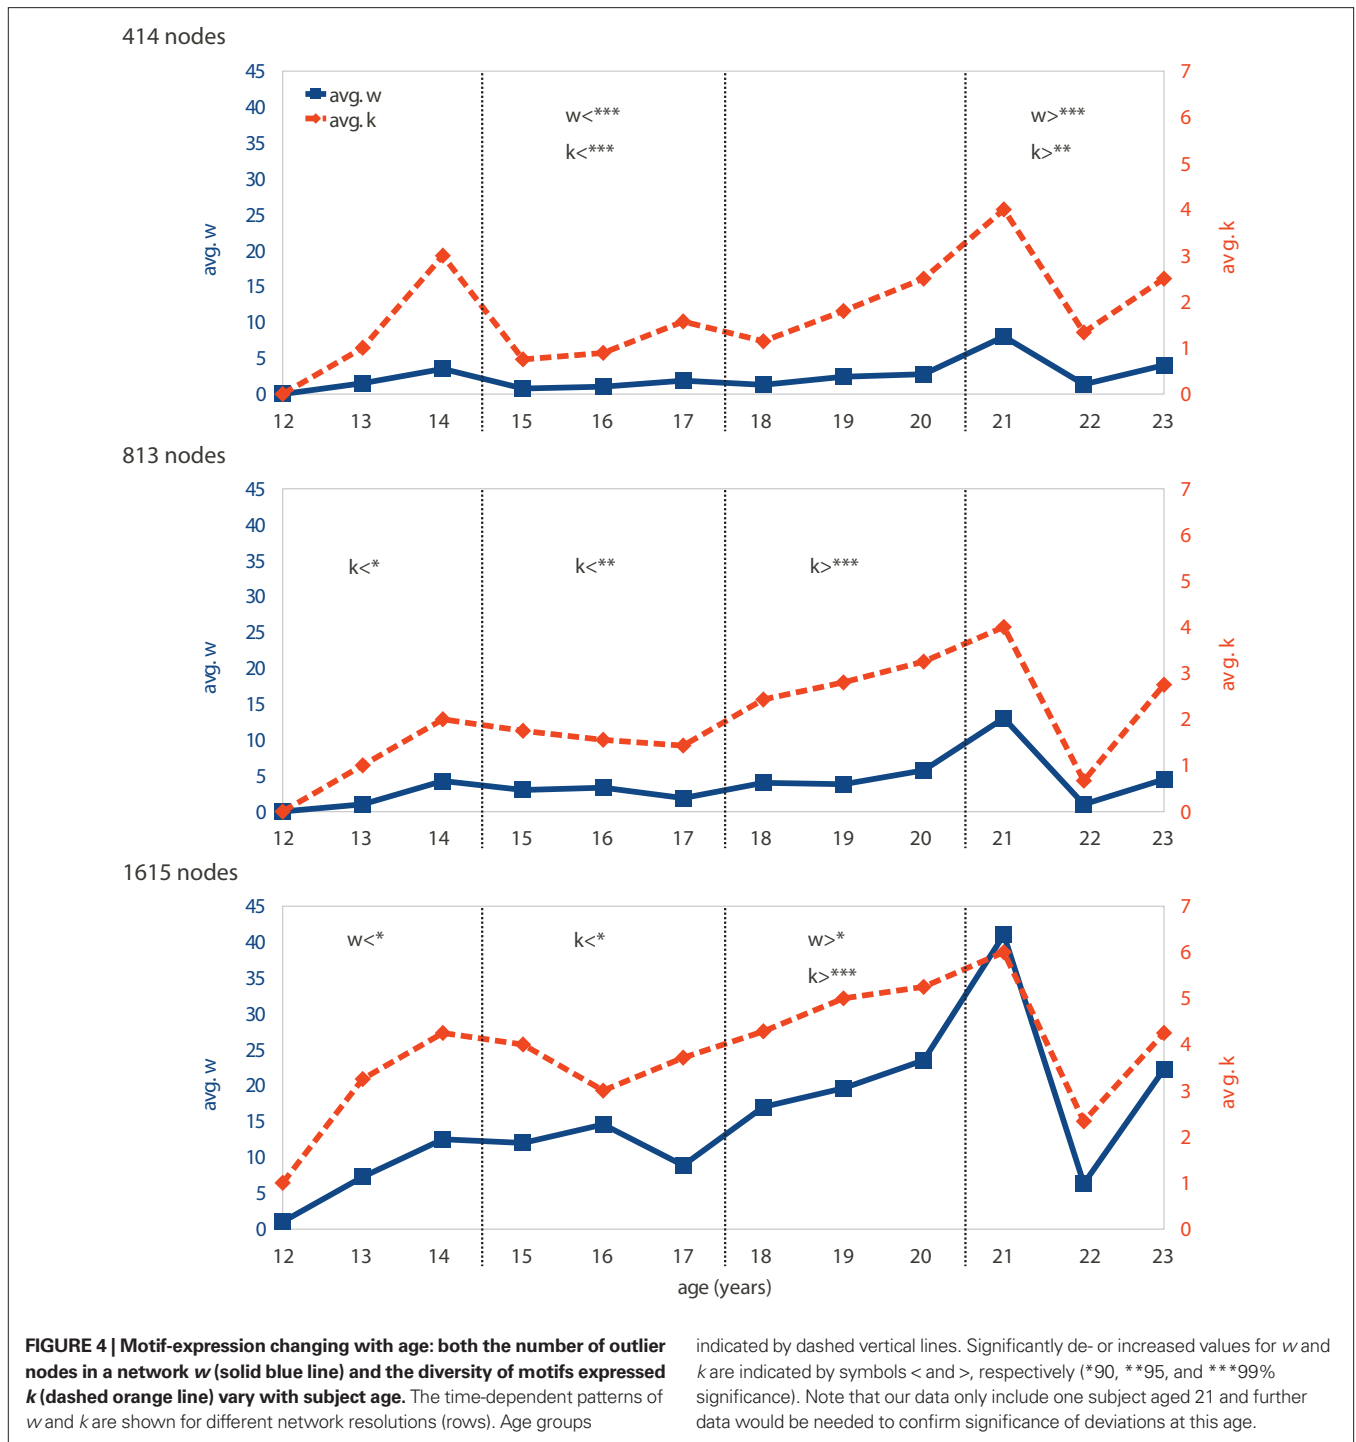 414 nodes
45 7
avg. w
avg. k
40 6
w<*** w>***
35 5
k<*** k>**
30
25 4
avg. w avg. k
20 3
15 2
10
5 1
0 0
12 13 14 15 16 17 18 19 20 21 22 23
813 nodes
45 7
40 6
35 5
k<* k<** k>***
30
25 4
avg. w avg. k
20 3
15 2
10
5 1
0 0
12 13 14 15 16 17 18 19 20 21 22 23
1615 nodes
45 7
w<* k<* w>*
40 6
k>***
35 5
30
25 4
avg. w avg. k
20 3
15 2
10
5 1
0 0
12 13 14 15 16 17 18 19 20 21 22 23
age (years)
FIGURE 4 | Motif-expression changing with age: both the number of outlier
nodes in a network w (solid blue line) and the diversity of motifs expressed
k (dashed orange line) vary with subject age. The time-dependent patterns of
w and k are shown for different network resolutions (rows). Age groups
indicated by dashed vertical lines. Significantly de- or increased values for w and
k are indicated by symbols < and >, respectively (*90, **95, and ***99%
significance). Note that our data only include one subject aged 21 and further
data would be needed to confirm significance of deviations at this age.